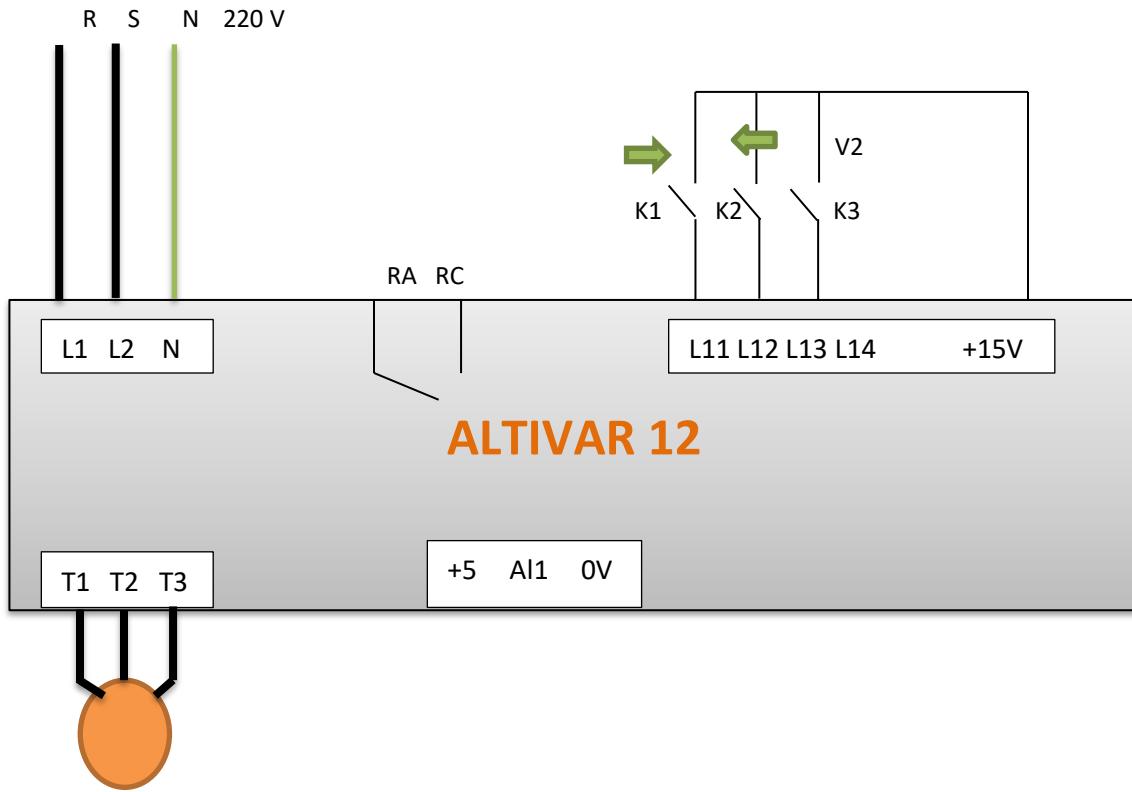 R S N 220 V
V2
K1 K2 K3
RA RC
L1 L2 N
L11 L12 L13 L14 +15V
ALTIVAR 12
+5 AI1 0V
T1 T2 T3